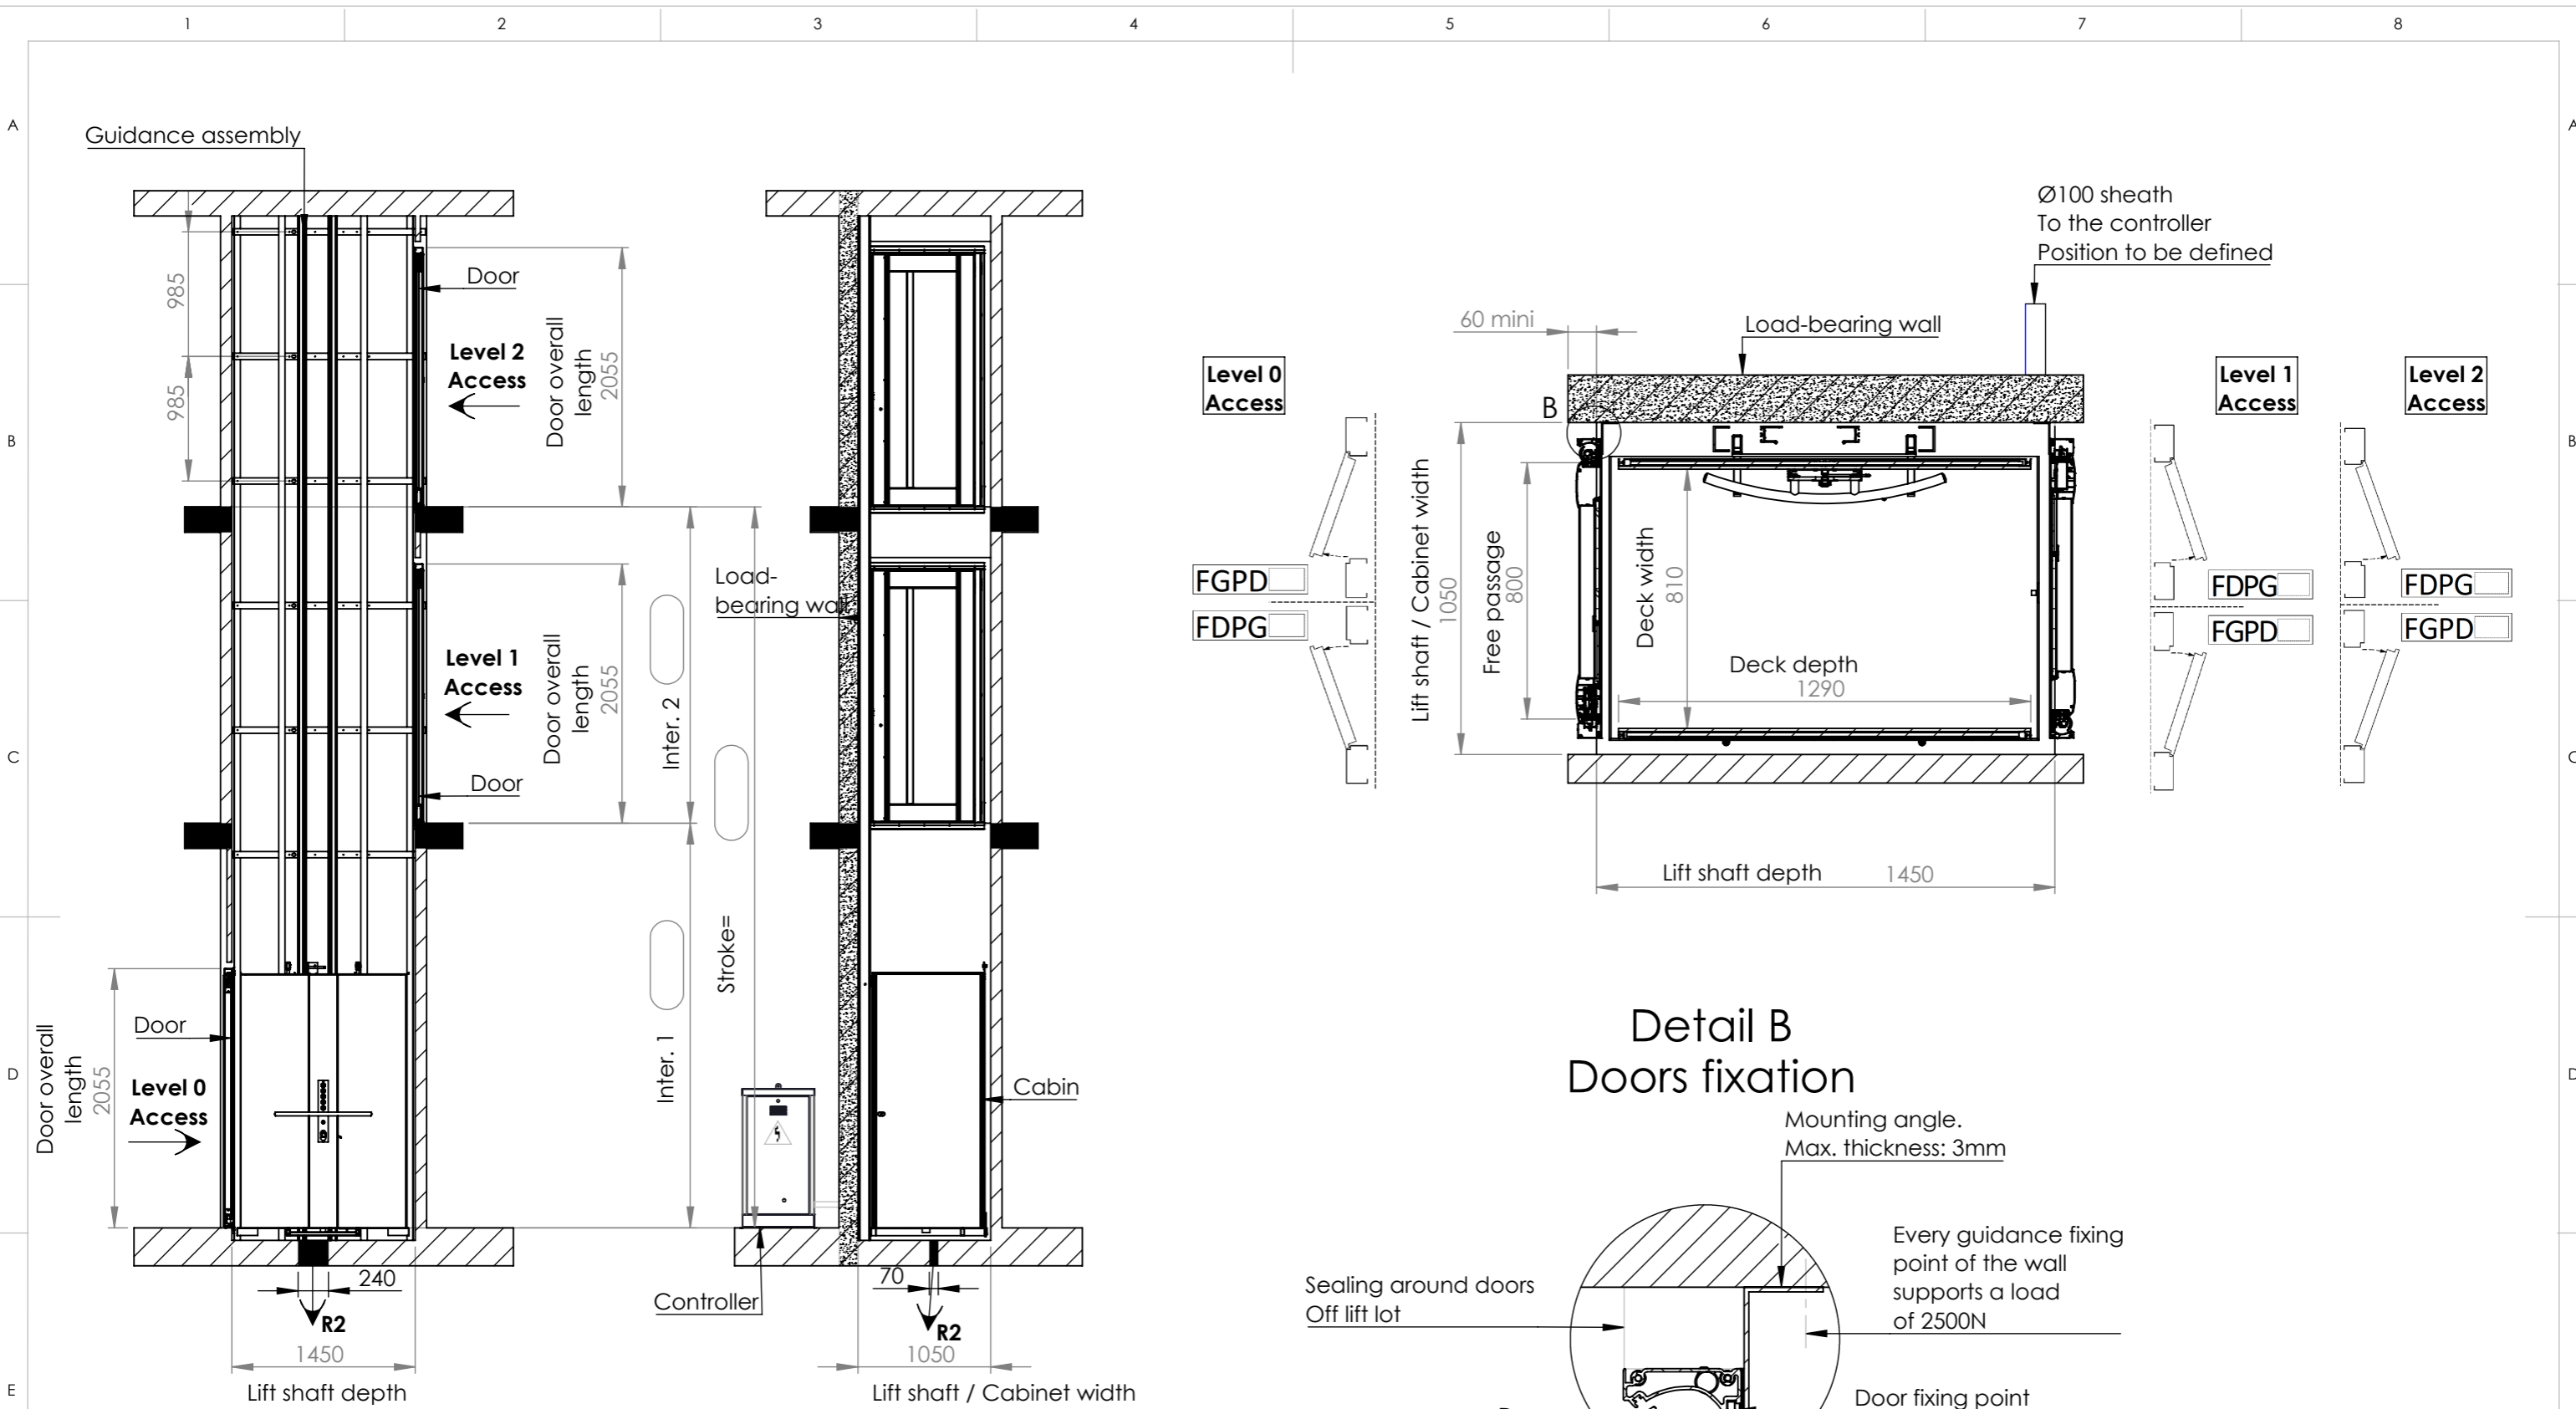 1 2 3 4 5 6 7 8
A
A
B
B
C
C
D
D
E
Guidance assembly
985
985
Door
Level 2
Access
Door overall
length
2055
Level 1
Access
Door overall
length
2055
Door
Inter. 2
Inter. 1
Stroke=
Load-
bearing wall
Door
Door overall
length
2055
Level 0
Access
Cabin
Controller
240
R2
1450
Lift shaft depth
70
R2
1050
Lift shaft / Cabinet width
Ø100 sheath
To the controller
Position to be defined
60 mini
Load-bearing wall
Level 0
Access
Level 1
Access
Level 2
Access
B
FGPD
FDPG
Lift shaft / Cabinet width
1050
Free passage
800
Deck width
810
Deck depth
1290
FDPG
FGPD
FDPG
FGPD
Lift shaft depth 1450
Detail B
Doors fixation
Mounting angle.
Max. thickness: 3mm
Sealing around doors
Off lift lot
Every guidance fixing
point of the wall
supports a load
of 2500N
Door fixing point